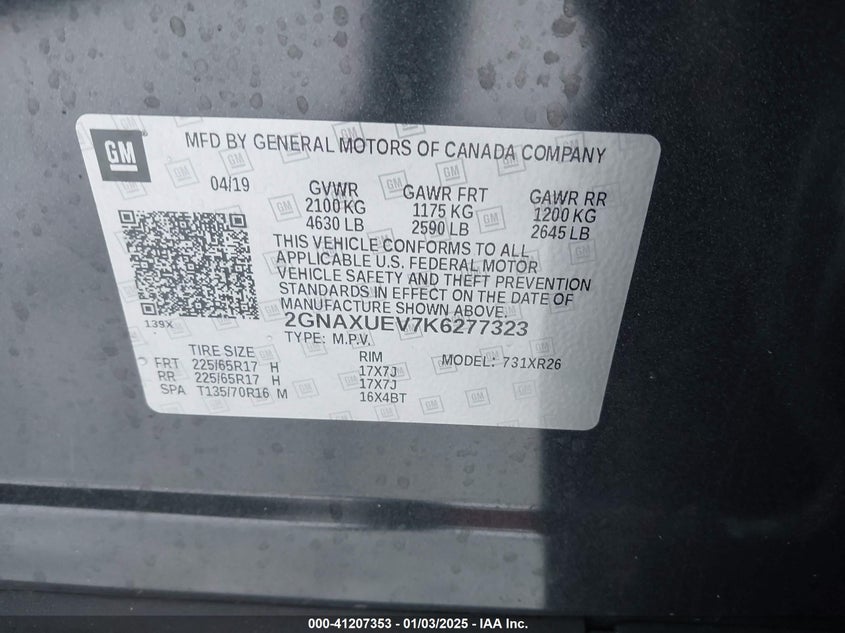 GM
MFD BY GENERAL MOTORS OF CANADA COMPANY
04/19
GVWR
2100 KG
4630 LB
GAWR FRT
1175 KG
2590 LB
GAWR RR
1200 KG
2645 LB
THIS VEHICLE CONFORMS TO ALL
APPLICABLE U.S. FEDERAL MOTOR
VEHICLE SAFETY AND THEFT PREVENTION
STANDARDS IN EFFECT ON THE DATE OF
MANUFACTURE SHOWN ABOVE.
139X
2GNAXUEV7K6277323
TYPE: M.P.V.
MODEL: 731XR26
TIRE SIZE
RIM
FRT 225/65R17 H 17X7J
RR 225/65R17 H 17X7J
SPA T135/70R16 M 16X4BT
000-41207353 - 01/03/2025 - IAA Inc.